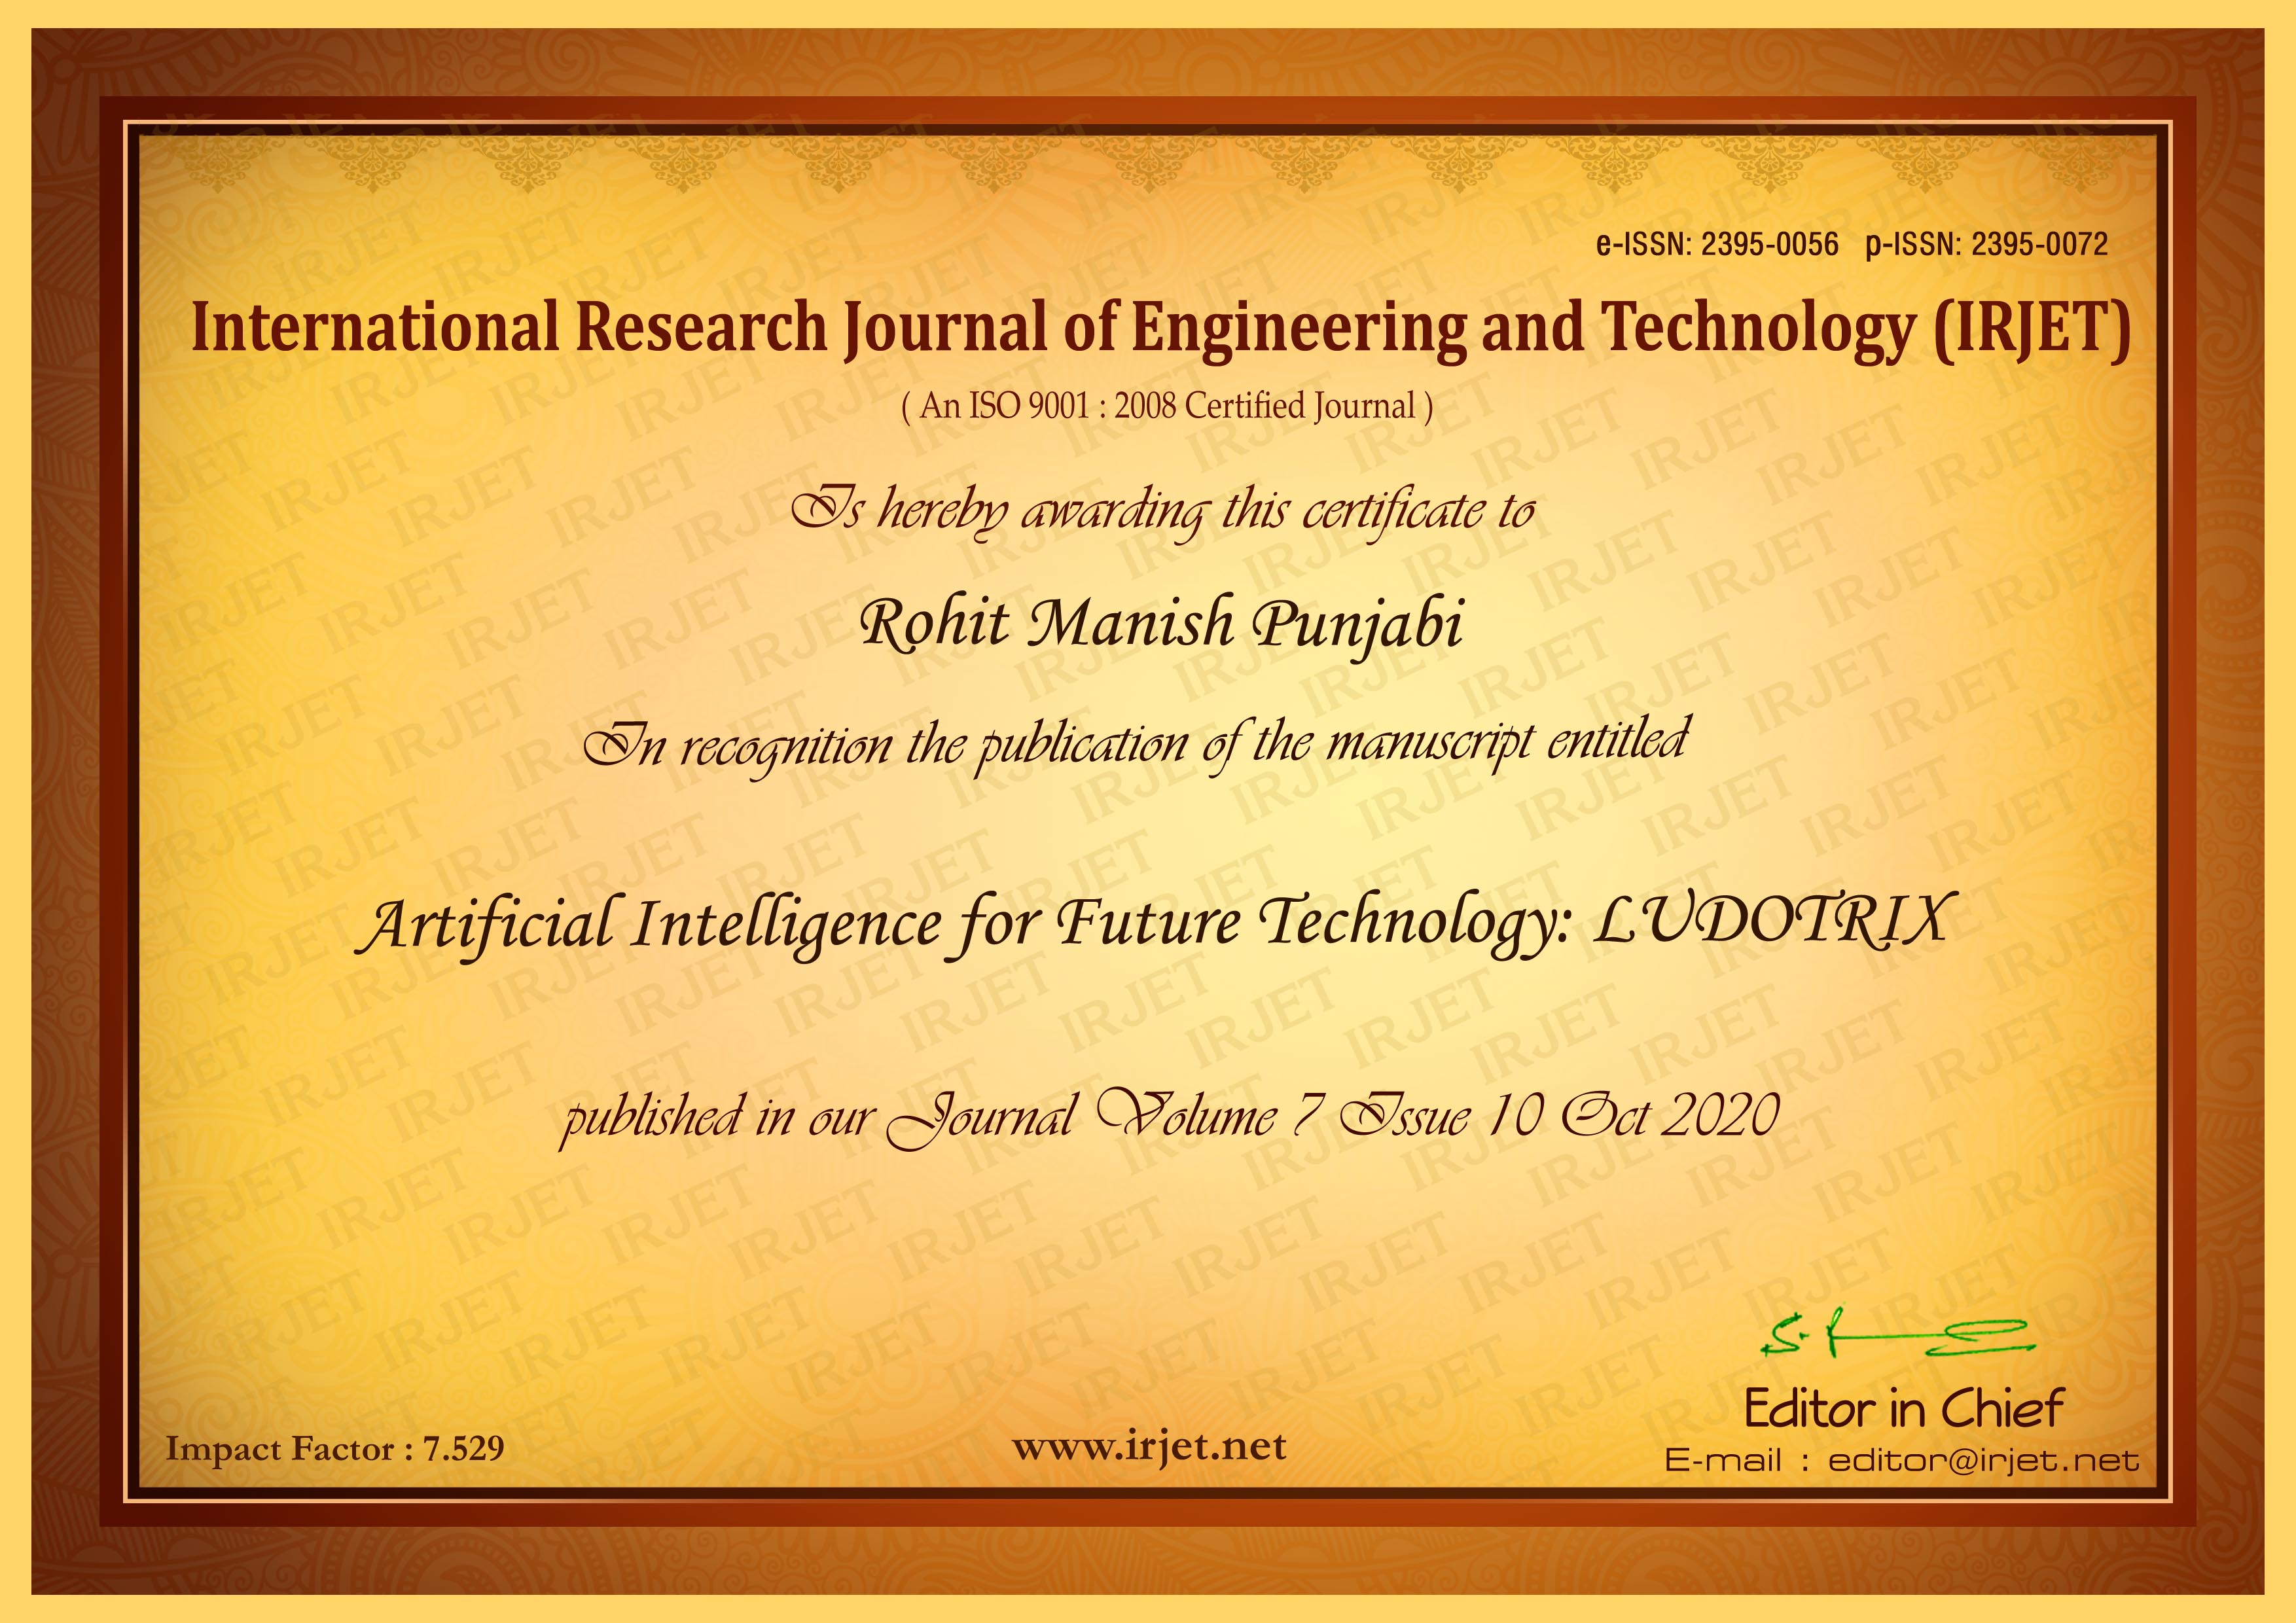 e-ISSN: 2395-0056 p-ISSN: 2395-0072
International Research Journal of Engineering and Technology (IRJET)
( An ISO 9001 : 2008 Certified Journal )
Is hereby awarding this certificate to
Rohit Manish Punjabi
In recognition the publication of the manuscript entitled
Artificial Intelligence for Future Technology: LUDOTRIX
published in our Journal Volume 7 Issue 10 Oct 2020
Editor in Chief
Impact Factor : 7.529
www.irjet.net
E-mail : editor@irjet.net